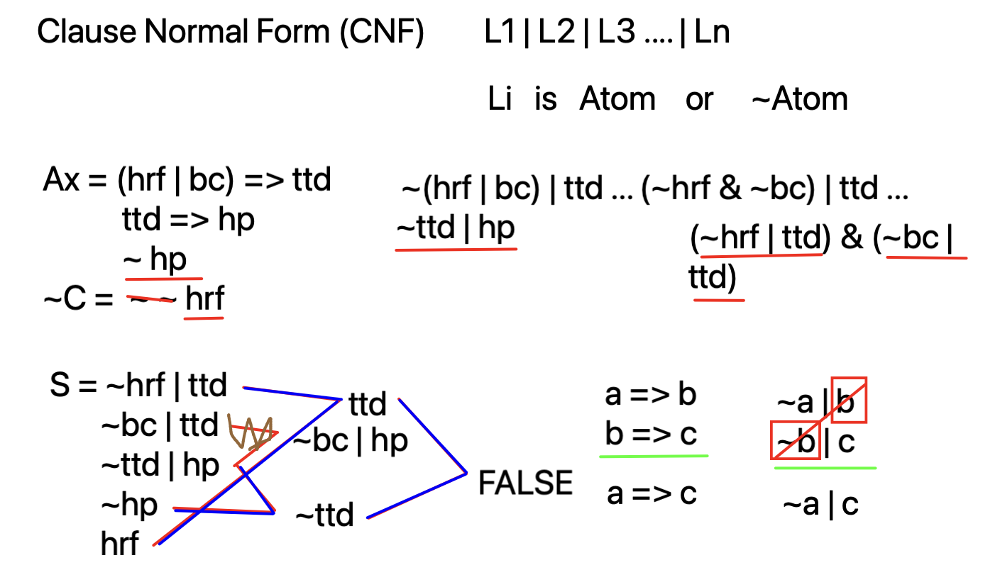 Clause Normal Form (CNF) L1 | L2 | L3 .... | Ln
Li is Atom or ~Atom
Ax = (hrf | bc) => ttd
ttd => hp
~ hp
~C = ~ ~ hrf
~(hrf | bc) | ttd ... (~hrf & ~bc) | ttd ...
~ttd | hp
(~hrf | ttd) & (~bc |
ttd)
S = ~hrf | ttd
~bc | ttd
~ttd | hp
~hp
hrf
ttd
~bc | hp
~ttd
FALSE
a => b
b => c
a => c
~a | b
~b | c
~a | c